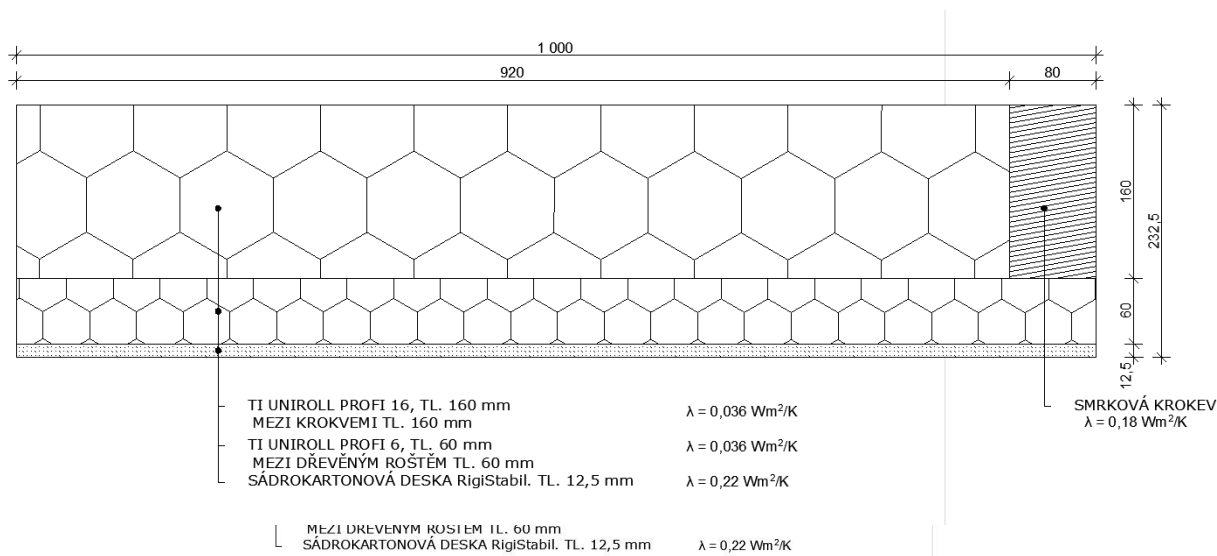 1 000
920
80
160
232,5
60
12,5
TI UNIROLL PROFI 16, TL. 160 mm
MEZI KROKVEMI TL. 160 mm
λ = 0,036 Wm²/K
TI UNIROLL PROFI 6, TL. 60 mm
MEZI DŘEVĚNÝM ROŠTĚM TL. 60 mm
λ = 0,036 Wm²/K
SÁDROKARTONOVÁ DESKA RigiStabil. TL. 12,5 mm
λ = 0,22 Wm²/K
SMRKOVÁ KROKEV
λ = 0,18 Wm²/K
MEZI DŘEVĚNÝM ROŠTĚM TL. 60 mm
SÁDROKARTONOVÁ DESKA RigiStabil. TL. 12,5 mm
λ = 0,22 Wm²/K